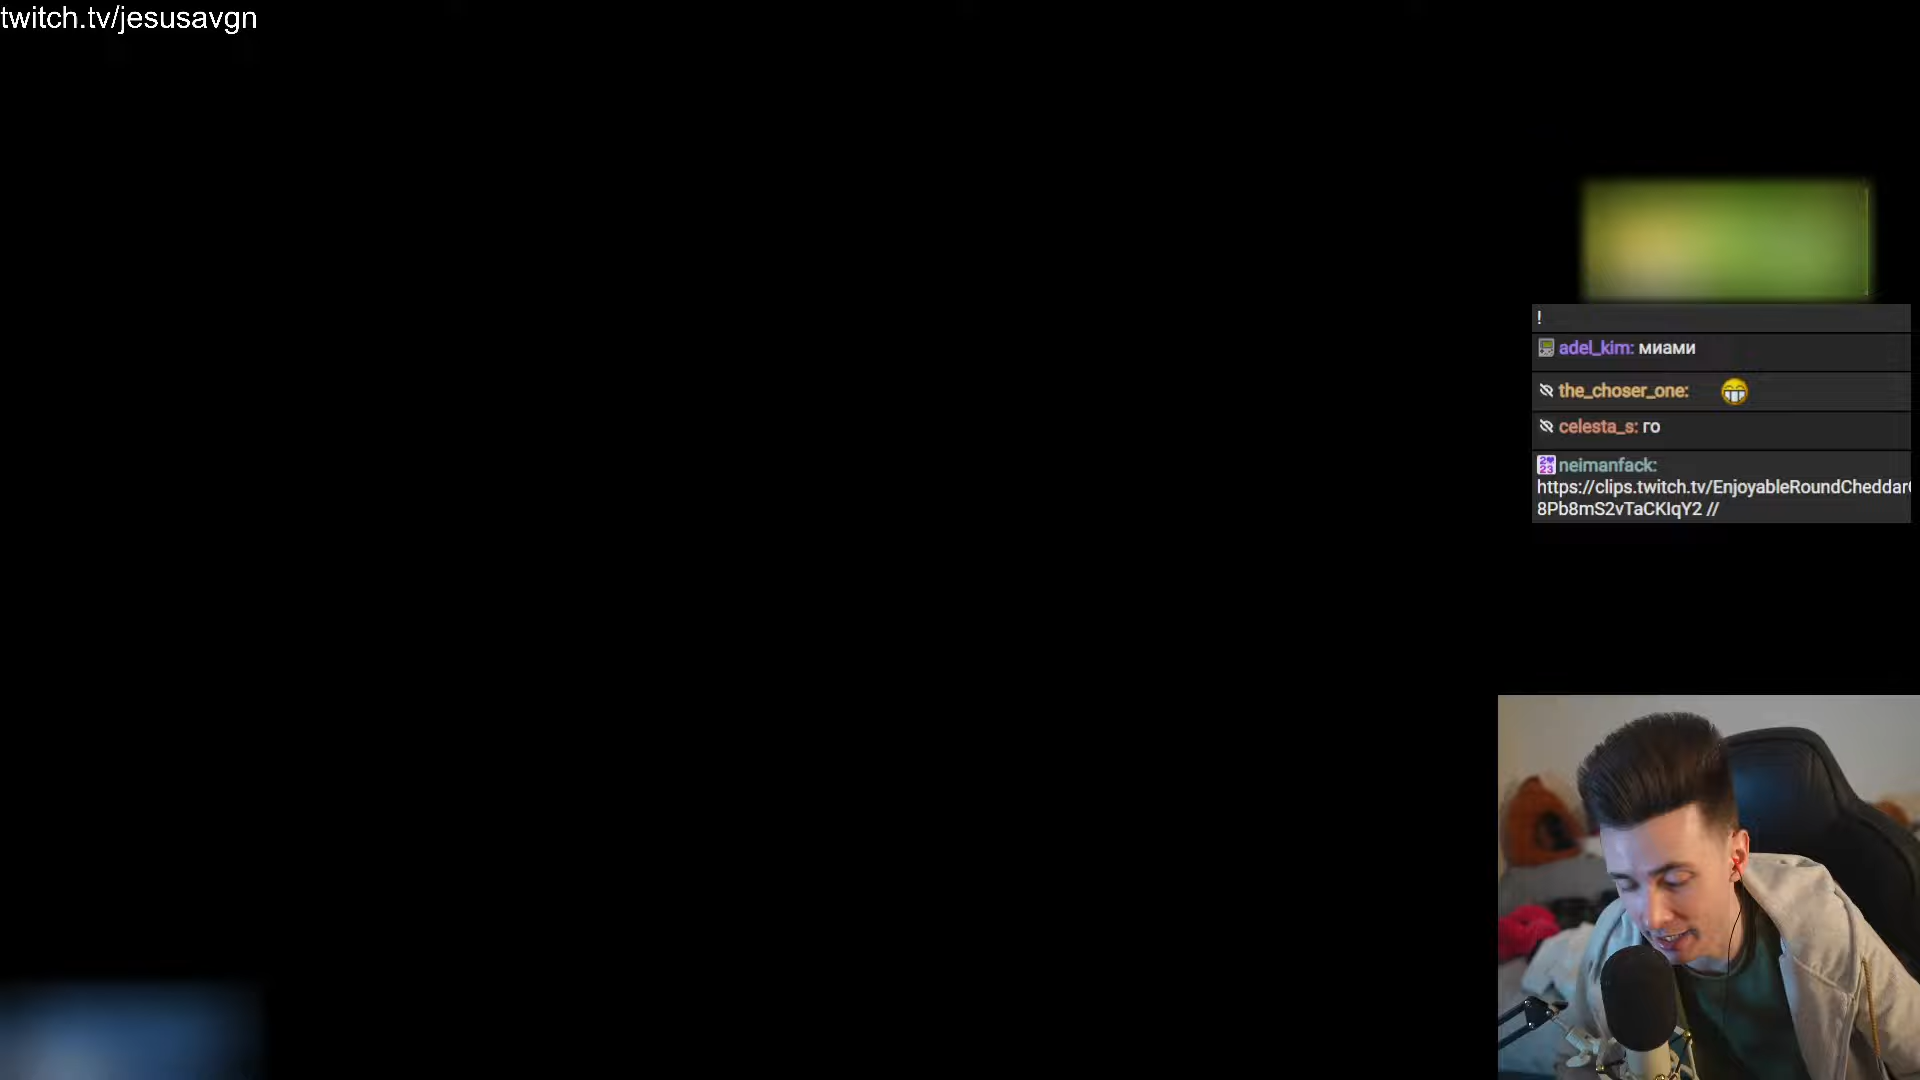 twitch.tv/jesusavgn
!
adel_kim: миами
the_choser_one:
celesta_s: го
neimanfack:
https://clips.twitch.tv/EnjoyableRoundCheddar
8Pb8mS2vTaCKIqY2 //